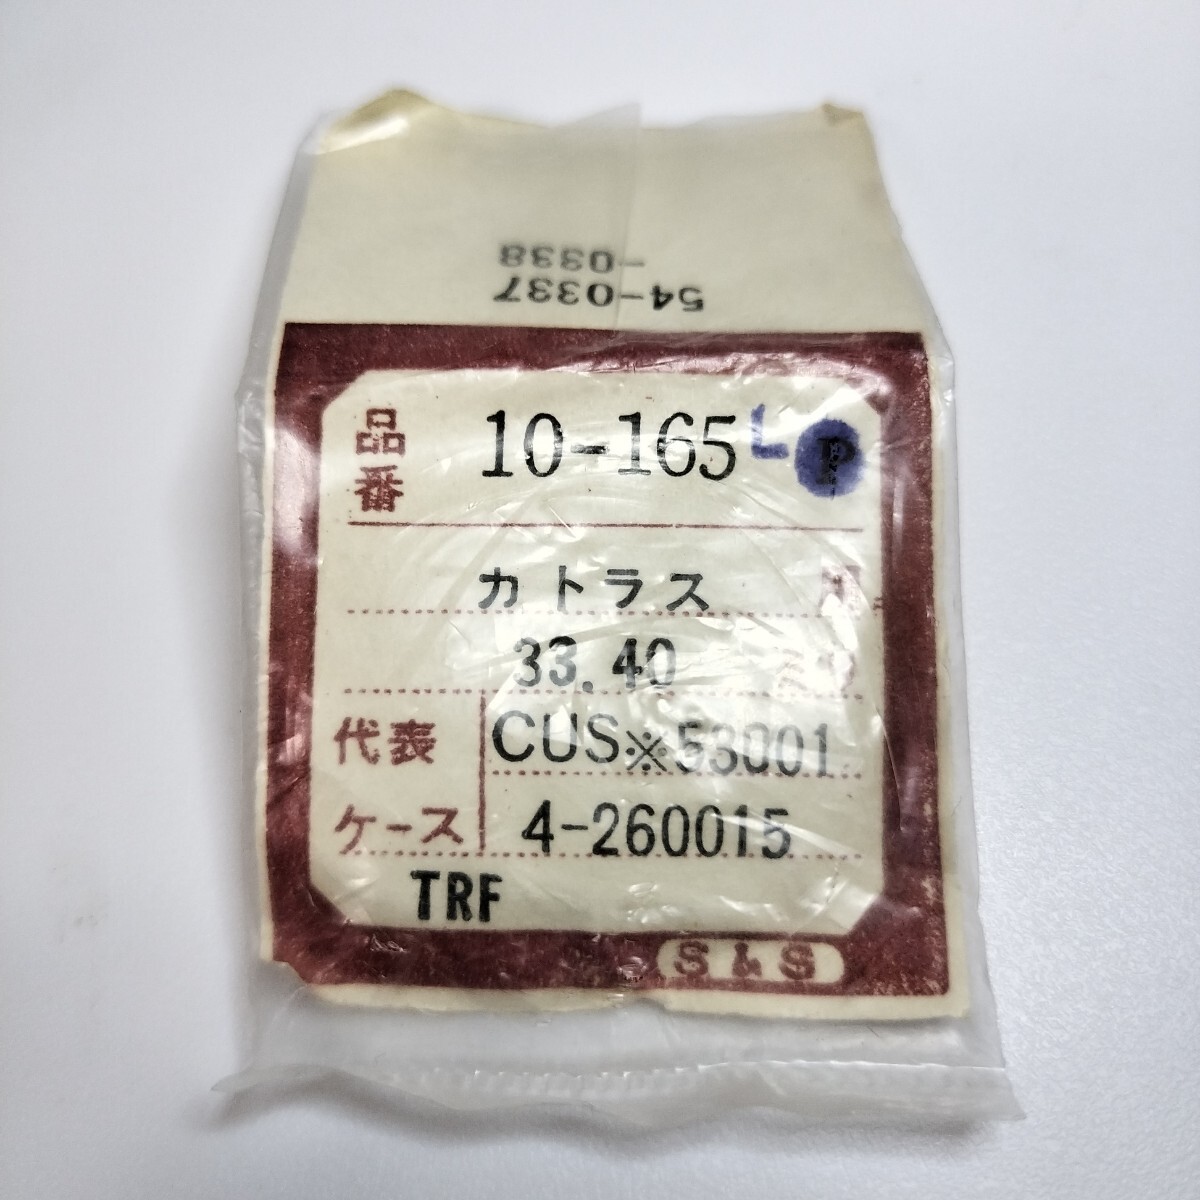 54-0337
-0338
品番 10-165 L P
カトラス 用
33.40
代表 CUS※53001
ケース 4-260015
TRF
S&S